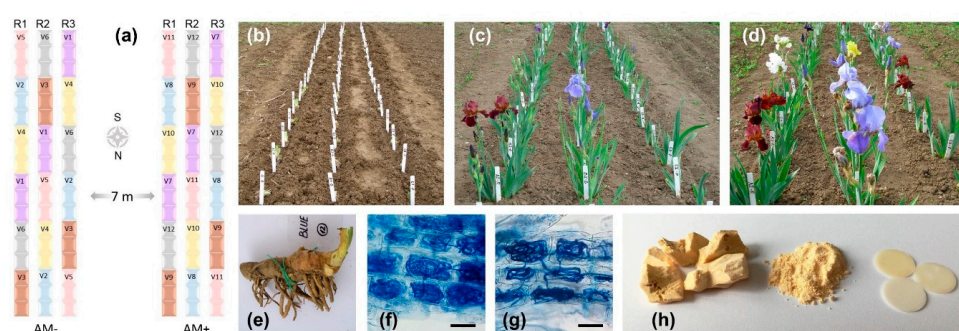 R1 R2 R3
(a)
R1 R2 R3
V5 V6 V1
V2 V3 V4
V4 V1 V6
V1 V5 V2
V6 V4 V3
V3 V2 V5
AM-
S
N
7 m
V11 V12 V7
V8 V9 V10
V10 V7 V12
V7 V11 V8
V12 V10 V9
V9 V8 V11
AM+
(b)
(c)
(d)
(e)
BLUE
12
(f)
(g)
(h)